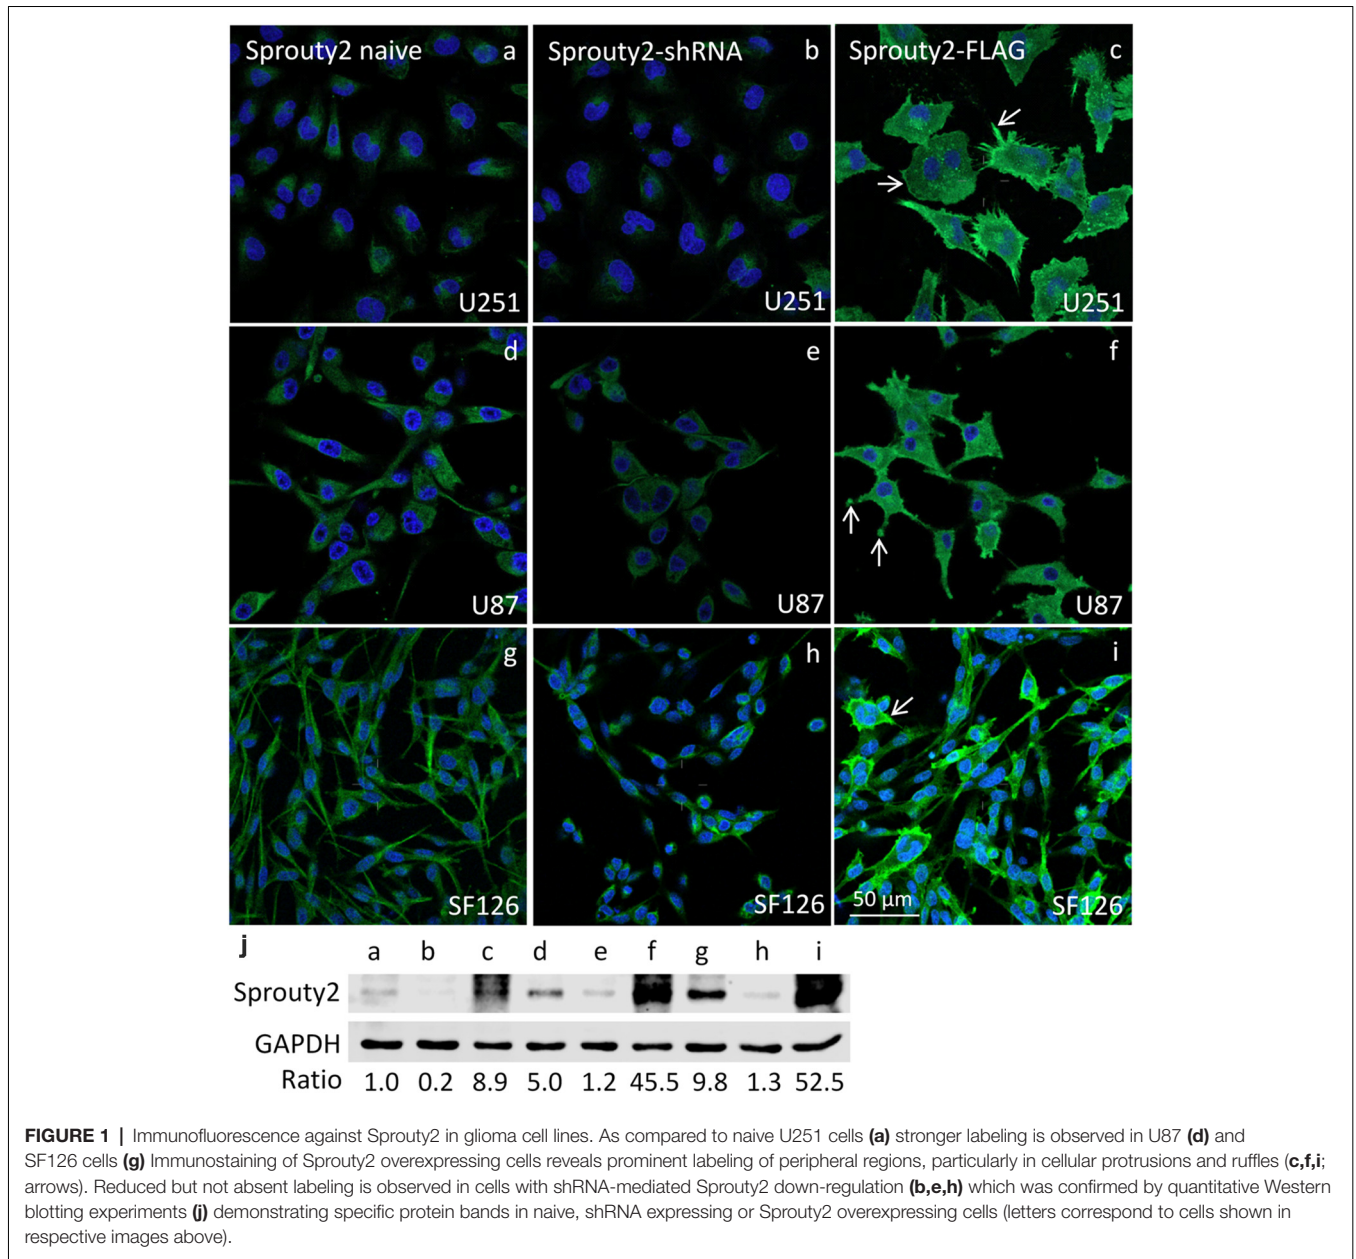 Sprouty2 naive a
Sprouty2-shRNA b
Sprouty2-FLAG c
U251
U251
U251
d
e
f
U87
U87
U87
g
h
i
SF126
SF126
50 µm
SF126
j
a b c d e f g h i
Sprouty2
GAPDH
Ratio 1.0 0.2 8.9 5.0 1.2 45.5 9.8 1.3 52.5
FIGURE 1 | Immunofluorescence against Sprouty2 in glioma cell lines. As compared to naive U251 cells (a) stronger labeling is observed in U87 (d) and
SF126 cells (g) Immunostaining of Sprouty2 overexpressing cells reveals prominent labeling of peripheral regions, particularly in cellular protrusions and ruffles (c,f,i;
arrows). Reduced but not absent labeling is observed in cells with shRNA-mediated Sprouty2 down-regulation (b,e,h) which was confirmed by quantitative Western
blotting experiments (j) demonstrating specific protein bands in naive, shRNA expressing or Sprouty2 overexpressing cells (letters correspond to cells shown in
respective images above).